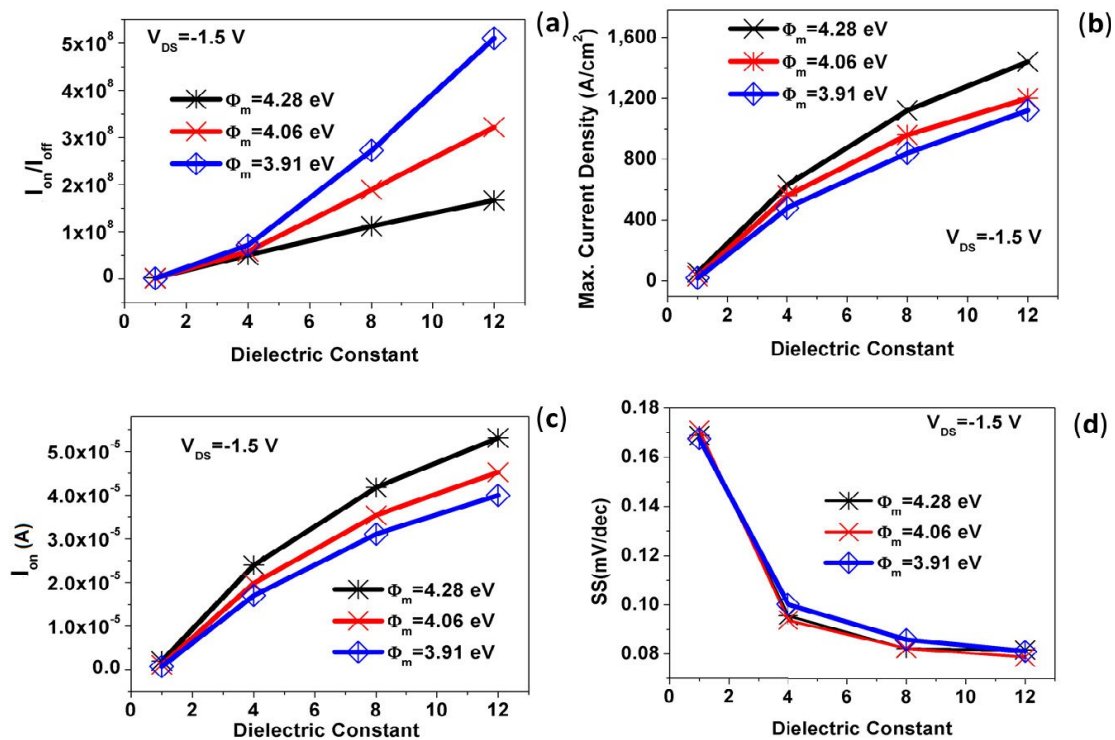 (a)
V_DS=-1.5 V
Φ_m=4.28 eV
Φ_m=4.06 eV
Φ_m=3.91 eV
5x10^8
4x10^8
3x10^8
2x10^8
1x10^8
0
I_on/I_off
0 2 4 6 8 10 12
Dielectric Constant
(b)
Φ_m=4.28 eV
Φ_m=4.06 eV
Φ_m=3.91 eV
V_DS=-1.5 V
1,600
1,200
800
400
0
Max. Current Density (A/cm²)
0 2 4 6 8 10 12
Dielectric Constant
(c)
V_DS=-1.5 V
Φ_m=4.28 eV
Φ_m=4.06 eV
Φ_m=3.91 eV
5.0x10^-5
4.0x10^-5
3.0x10^-5
2.0x10^-5
1.0x10^-5
0.0
I_on (A)
0 2 4 6 8 10 12
Dielectric Constant
(d)
V_DS=-1.5 V
Φ_m=4.28 eV
Φ_m=4.06 eV
Φ_m=3.91 eV
0.18
0.16
0.14
0.12
0.10
0.08
SS(mV/dec)
0 2 4 6 8 10 12
Dielectric Constant